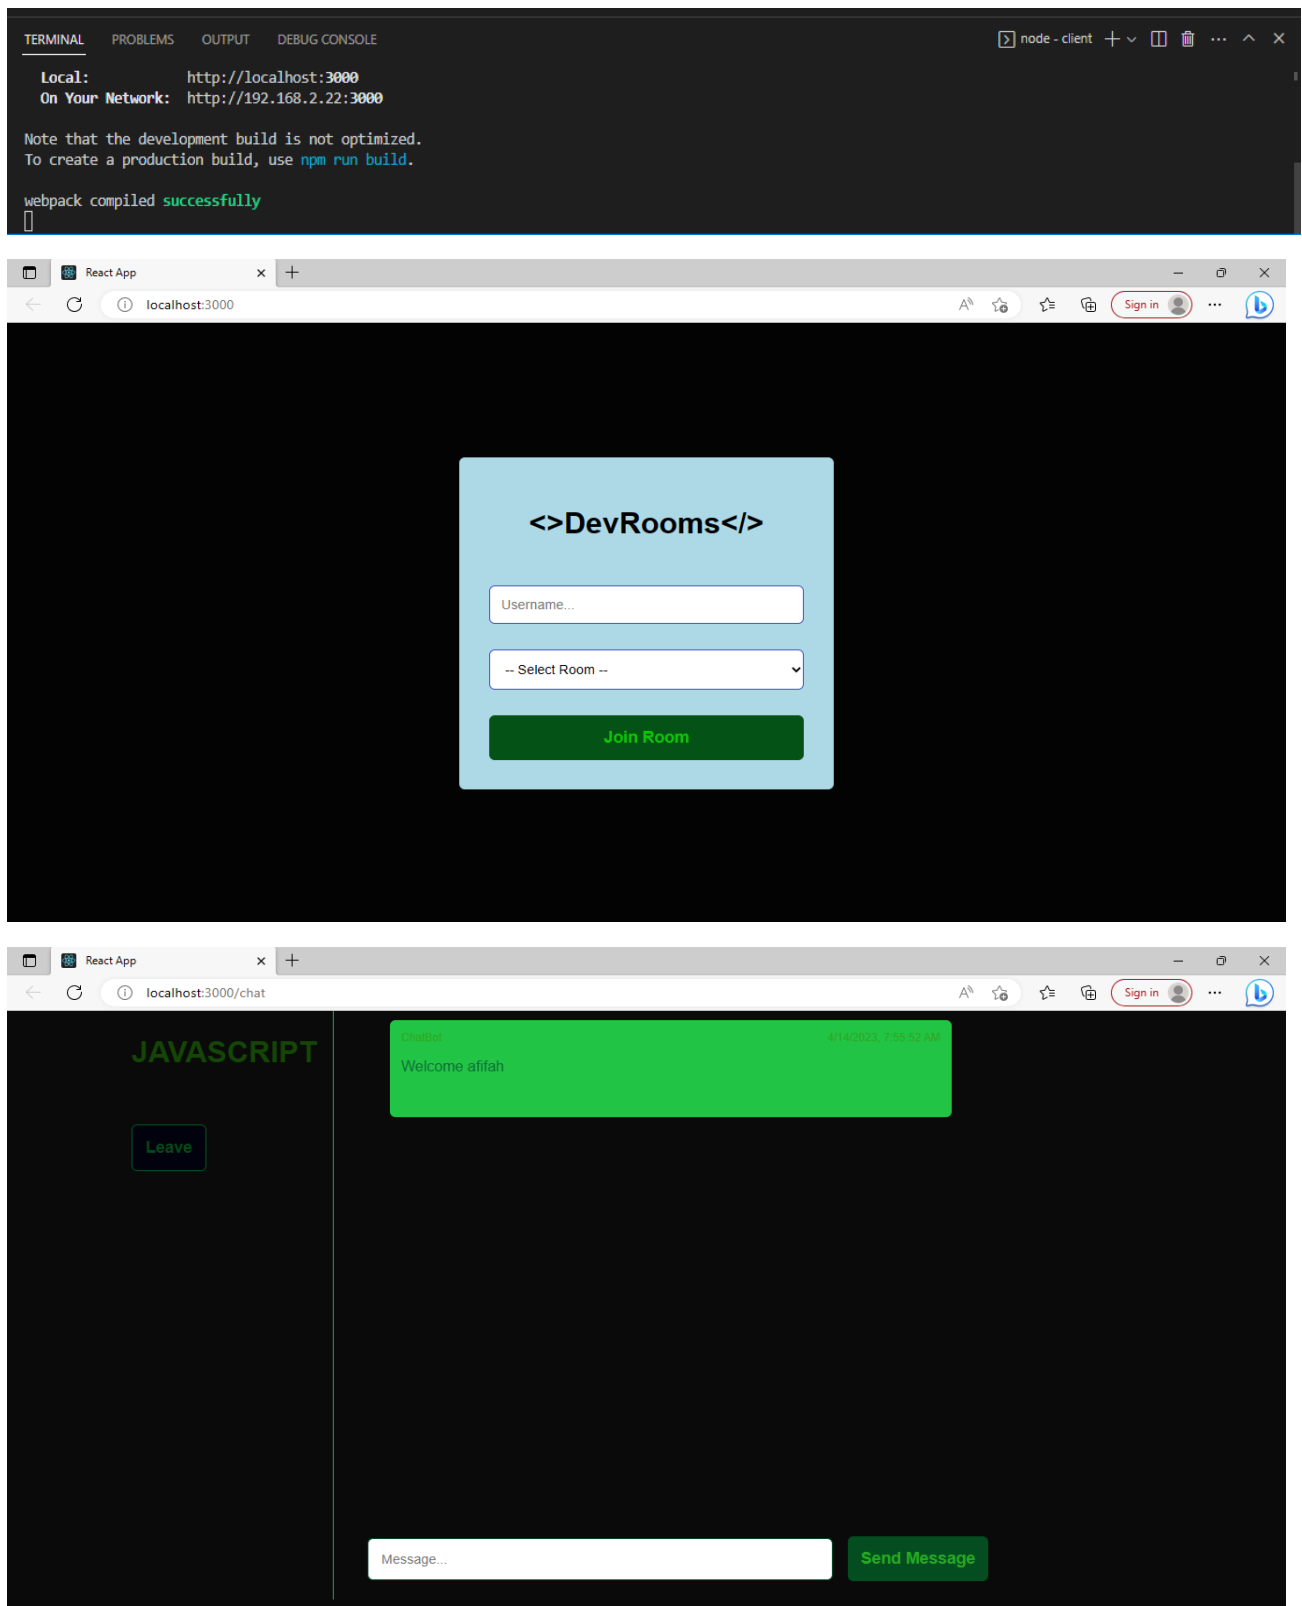 TERMINAL PROBLEMS OUTPUT DEBUG CONSOLE node - client
Local: http://localhost:3000
On Your Network: http://192.168.2.22:3000
Note that the development build is not optimized.
To create a production build, use npm run build.
webpack compiled successfully
React App
localhost:3000 Sign in
<>DevRooms</>
Username...
-- Select Room --
Join Room
React App
localhost:3000/chat Sign in
JAVASCRIPT
Leave
ChatBot 4/14/2023, 7:55:52 AM
Welcome afifah
Message... Send Message